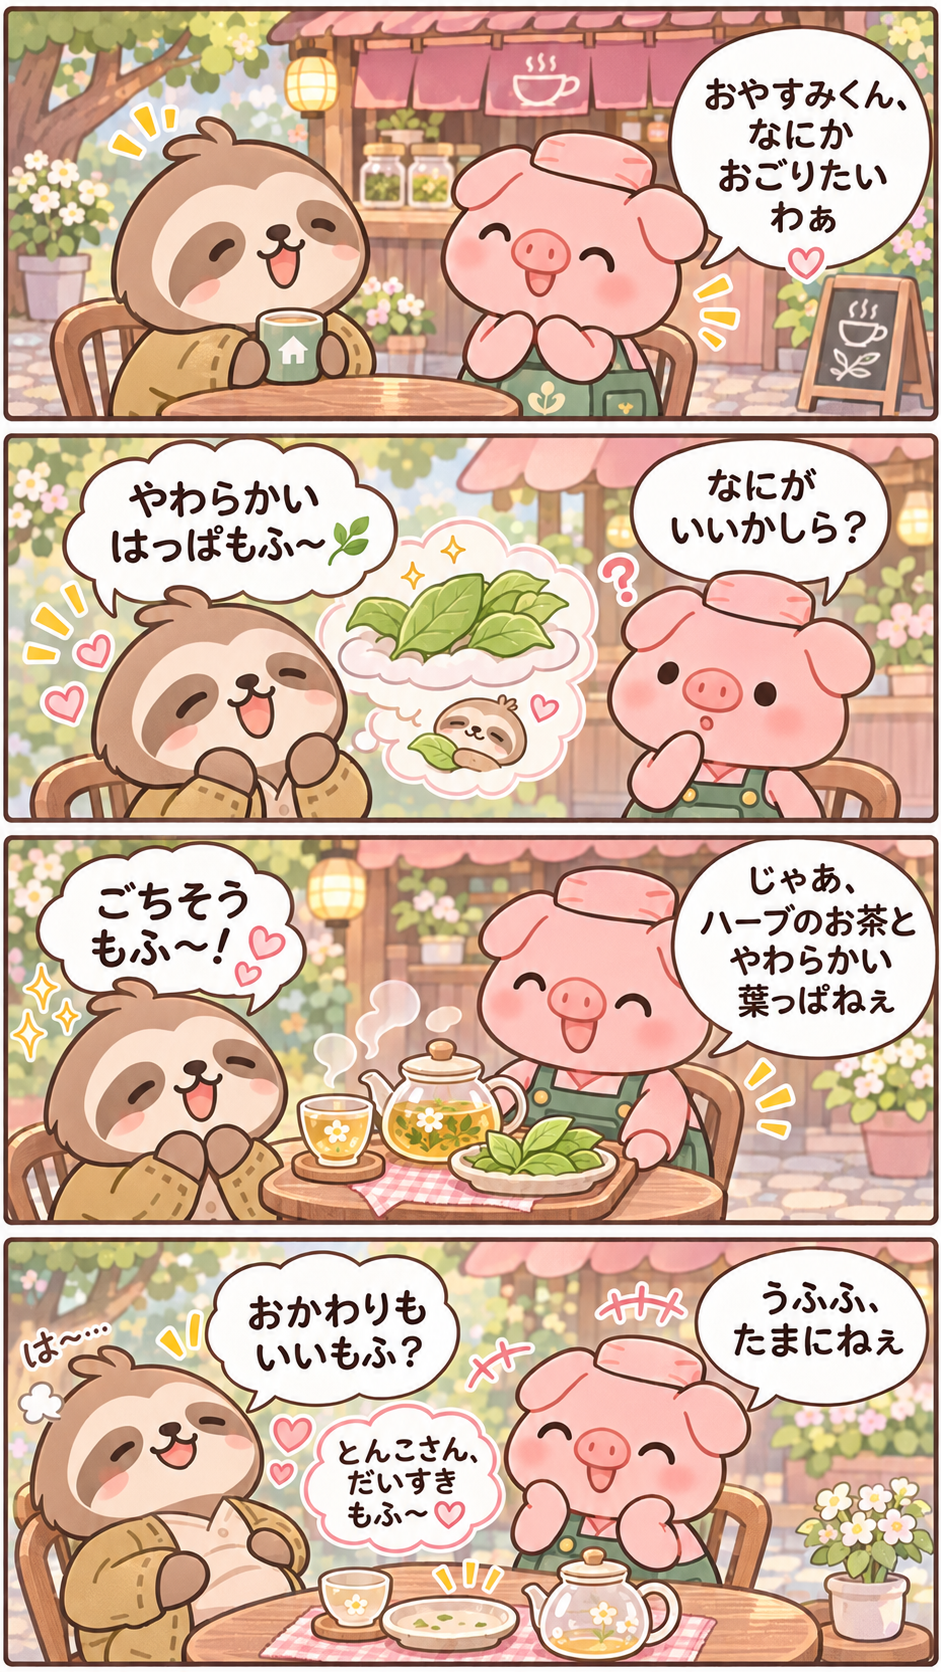 おやすみくん、
なにか
おごりたい
わぁ
やわらかい
はっぱもふ〜
なにが
いいかしら？
?
ごちそう
もふ〜！
じゃあ、
ハーブのお茶と
やわらかい
葉っぱねぇ
は〜…
おかわりも
いいもふ？
とんこさん、
だいすき
もふ〜
うふふ、
たまにねぇ